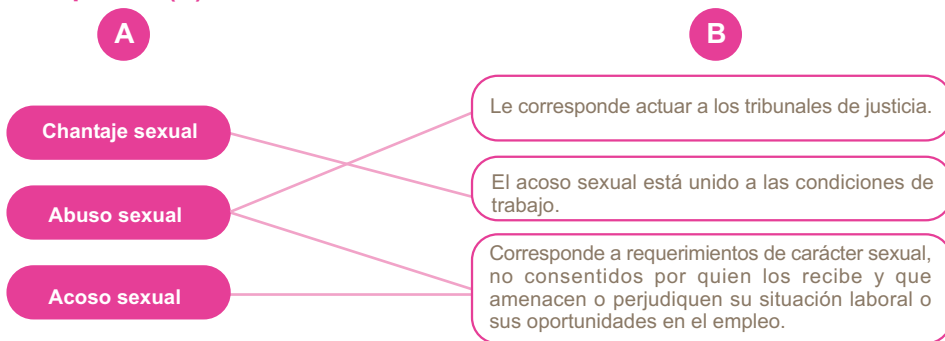 A
B
Chantaje sexual
Abuso sexual
Acoso sexual
Le corresponde actuar a los tribunales de justicia.
El acoso sexual está unido a las condiciones de
trabajo.
Corresponde a requerimientos de carácter sexual,
no consentidos por quien los recibe y que
amenacen o perjudiquen su situación laboral o
sus oportunidades en el empleo.